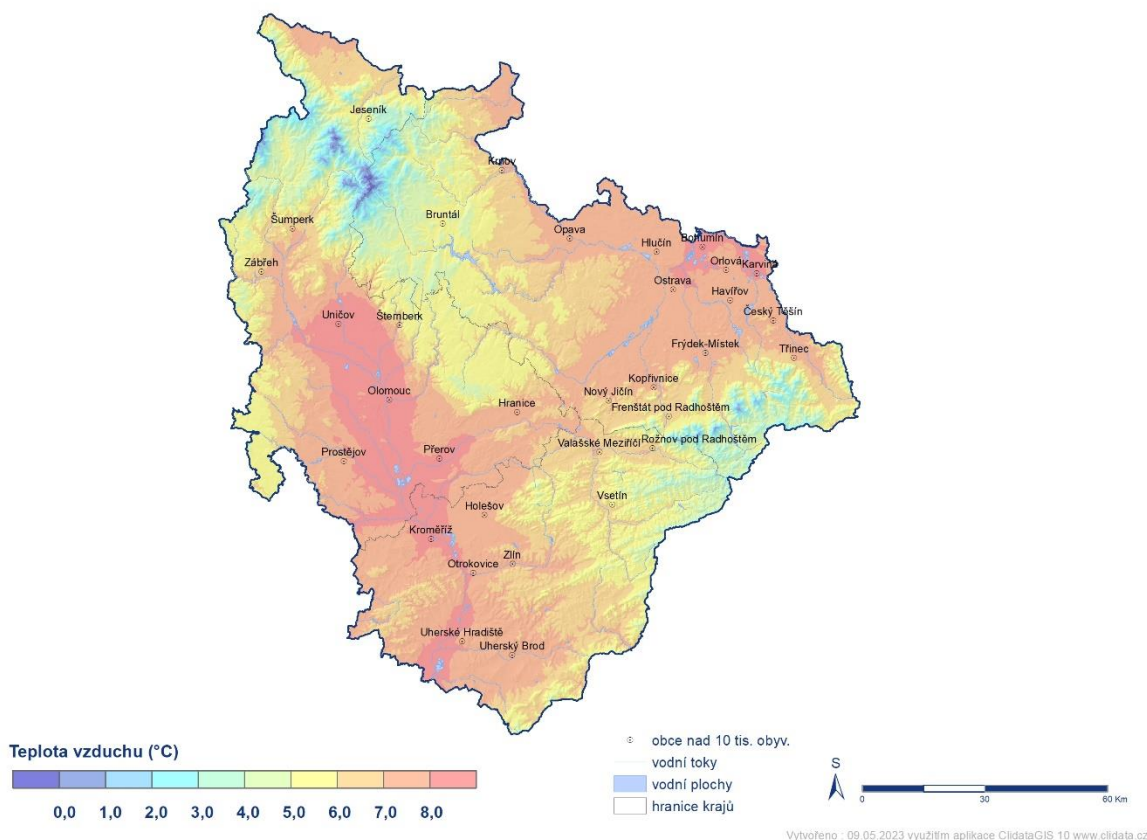 Jeseník
Krnov
Bruntál
Šumperk
Opava
Bohumín
Hlučín
Orlová
Karviná
Zábřeh
Ostrava
Havířov
Český Těšín
Uničov
Šternberk
Frýdek-Místek
Třinec
Kopřivnice
Olomouc
Nový Jičín
Hranice
Frenštát pod Radhoštěm
Valašské Meziříčí
Rožnov pod Radhoštěm
Prostějov
Přerov
Vsetín
Holešov
Kroměříž
Zlín
Otrokovice
Uherské Hradiště
Uherský Brod
Teplota vzduchu (°C)
0,0 1,0 2,0 3,0 4,0 5,0 6,0 7,0 8,0
obce nad 10 tis. obyv.
vodní toky
vodní plochy
hranice krajů
S
0 30 60 Km
Vytvořeno : 09.05.2023 využitím aplikace ClidataGIS 10 www.clidata.cz